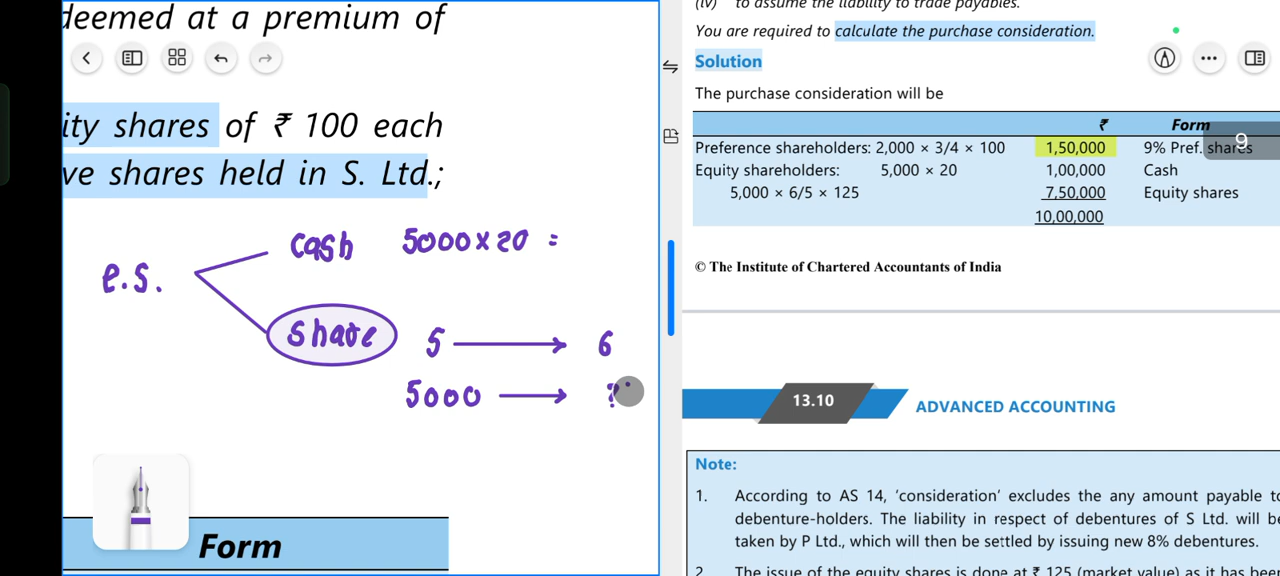 deemed at a premium of
ity shares of ₹ 100 each
ve shares held in S. Ltd.;
e.s.
cash 5000 x 20 =
share 5 → 6
5000 → ?
Form
(iv) to assume the liability to trade payables.
You are required to calculate the purchase consideration.
Solution
The purchase consideration will be
₹ Form
Preference shareholders: 2,000 × 3/4 × 100 1,50,000 9% Pref. shares
9
Equity shareholders: 5,000 × 20 1,00,000 Cash
5,000 × 6/5 × 125 7,50,000 Equity shares
10,00,000
© The Institute of Chartered Accountants of India
13.10 ADVANCED ACCOUNTING
Note:
1. According to AS 14, 'consideration' excludes the any amount payable to
debenture-holders. The liability in respect of debentures of S Ltd. will be
taken by P Ltd., which will then be settled by issuing new 8% debentures.
2. The issue of the equity shares is done at ₹ 125 (market value) as it has been